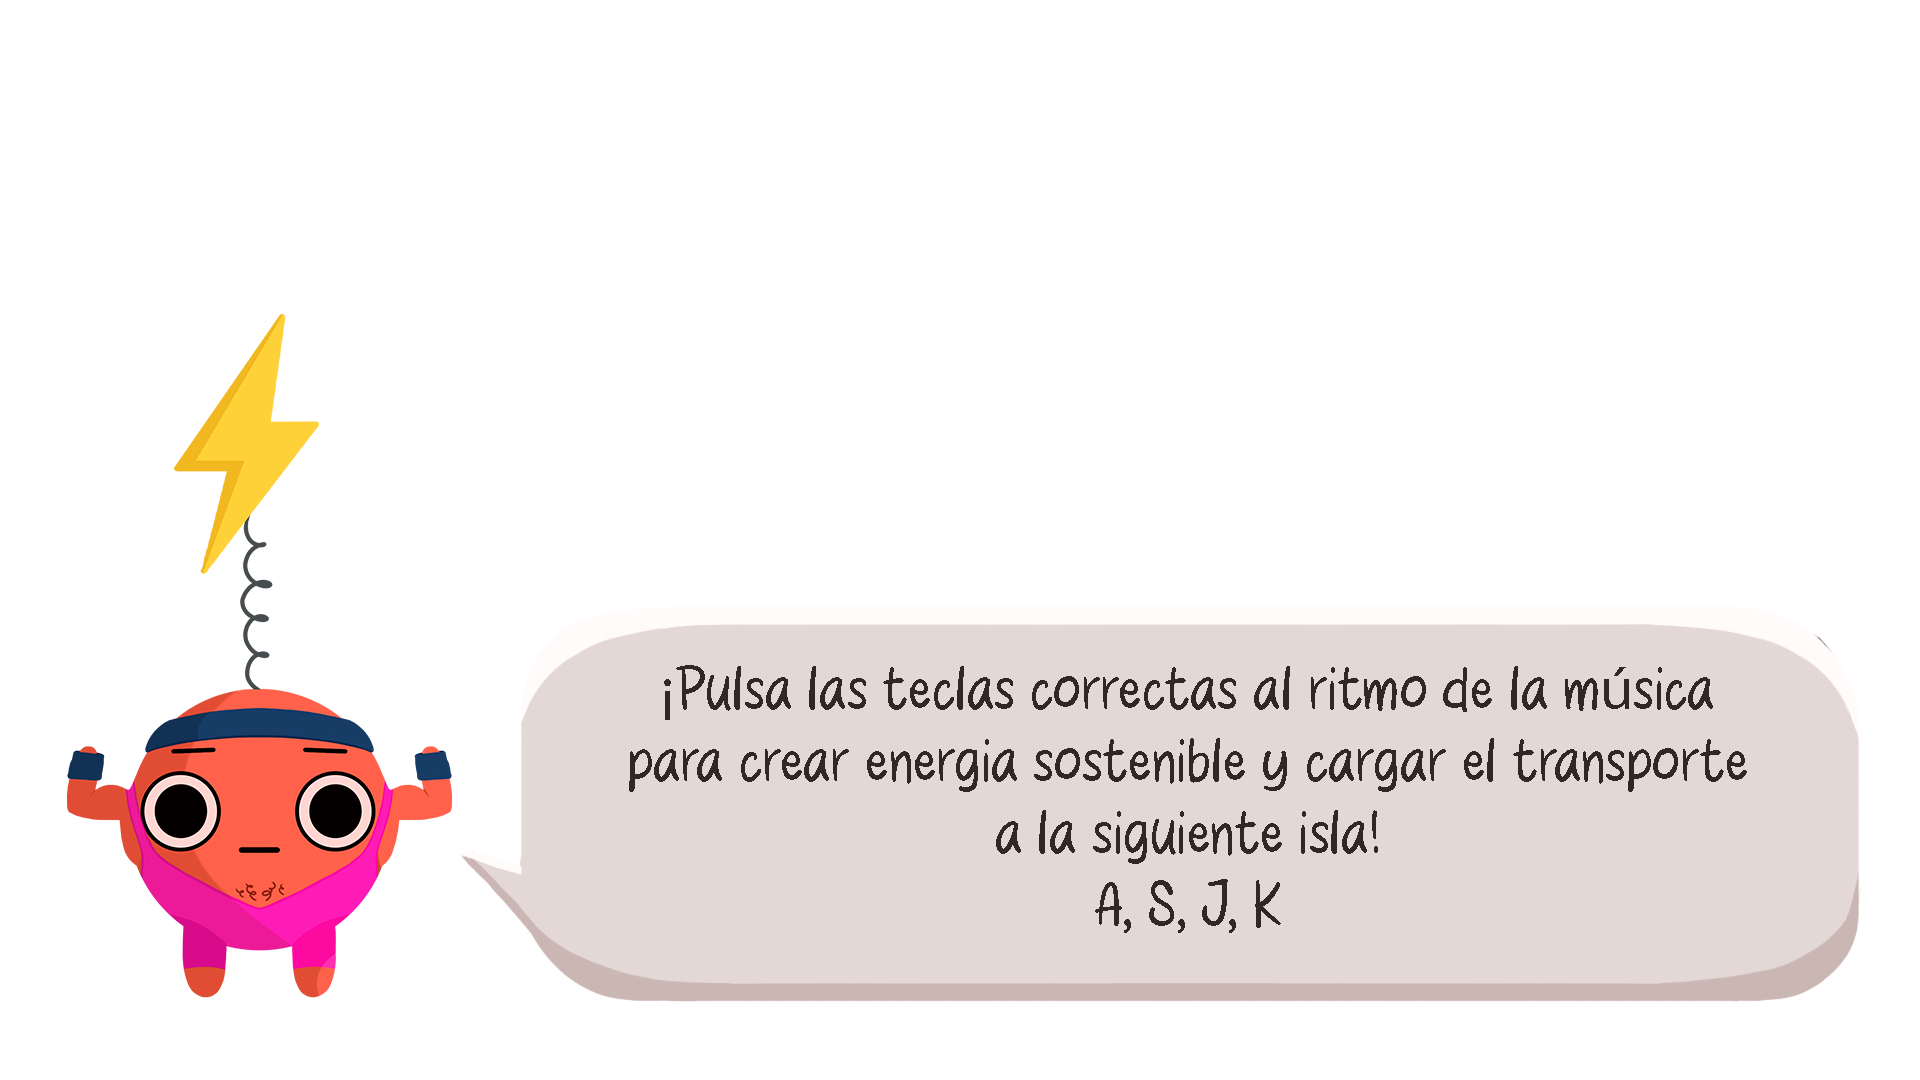 ¡Pulsa las teclas correctas al ritmo de la música
para crear energia sostenible y cargar el transporte
a la siguiente isla!
A, S, J, K